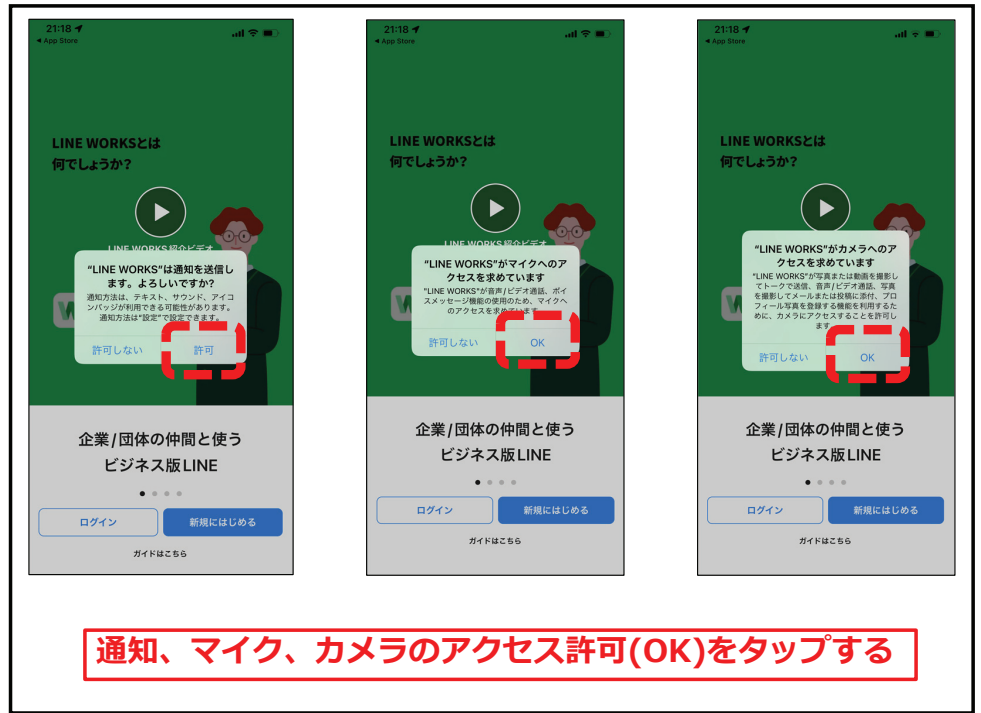 21:18
◀ App Store
LINE WORKSとは
何でしょうか？
LINE WORKS 紹介ビデオ
“LINE WORKS”は通知を送信し
ます。よろしいですか？
通知方法は、テキスト、サウンド、アイコ
ンバッジが利用できる可能性があります。
通知方法は“設定”で設定できます。
許可しない
許可
企業/団体の仲間と使う
ビジネス版LINE
ログイン
新規にはじめる
ガイドはこちら
21:18
◀ App Store
LINE WORKSとは
何でしょうか？
LINE WORKS 紹介ビデオ
“LINE WORKS”がマイクへのア
クセスを求めています
“LINE WORKS”が音声/ビデオ通話、ボイ
スメッセージ機能の使用のため、マイクへ
のアクセスを求めています
許可しない
OK
企業/団体の仲間と使う
ビジネス版LINE
ログイン
新規にはじめる
ガイドはこちら
21:18
◀ App Store
LINE WORKSとは
何でしょうか？
“LINE WORKS”がカメラへのア
クセスを求めています
“LINE WORKS”が写真または動画を撮影し
てトークで送信、音声/ビデオ通話、写真
を撮影してメールまたは投稿に添付、プロ
フィール写真を登録する機能を利用するた
めに、カメラにアクセスすることを許可し
ます
許可しない
OK
企業/団体の仲間と使う
ビジネス版LINE
ログイン
新規にはじめる
ガイドはこちら
通知、マイク、カメラのアクセス許可(OK)をタップする